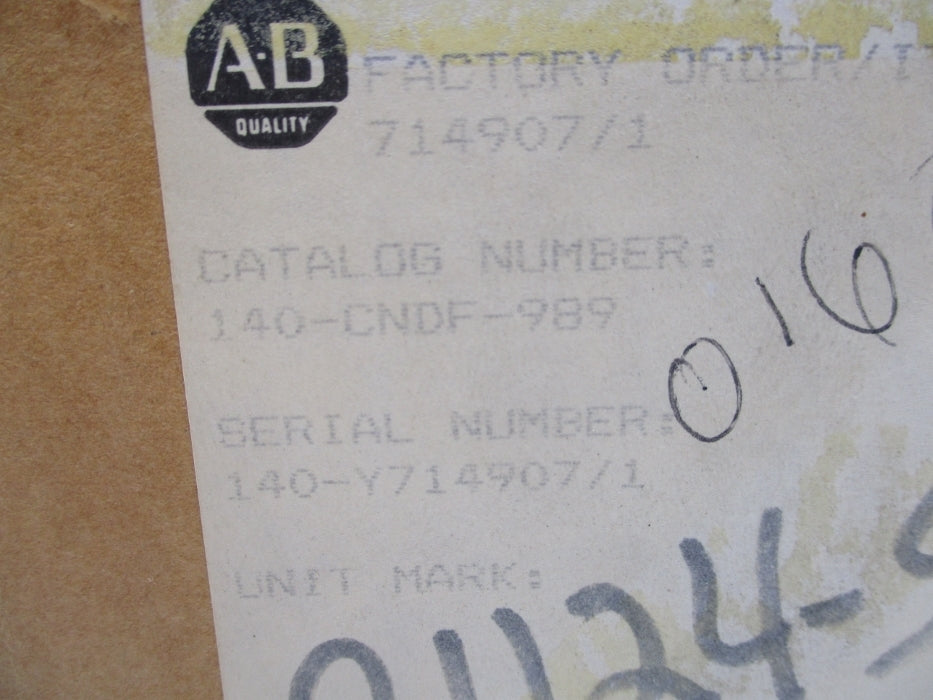 A·B
QUALITY
FACTORY ORDER/I
714907/1
CATALOG NUMBER:
140-CNDF-989
016
SERIAL NUMBER:
140-Y714907/1
UNIT MARK: